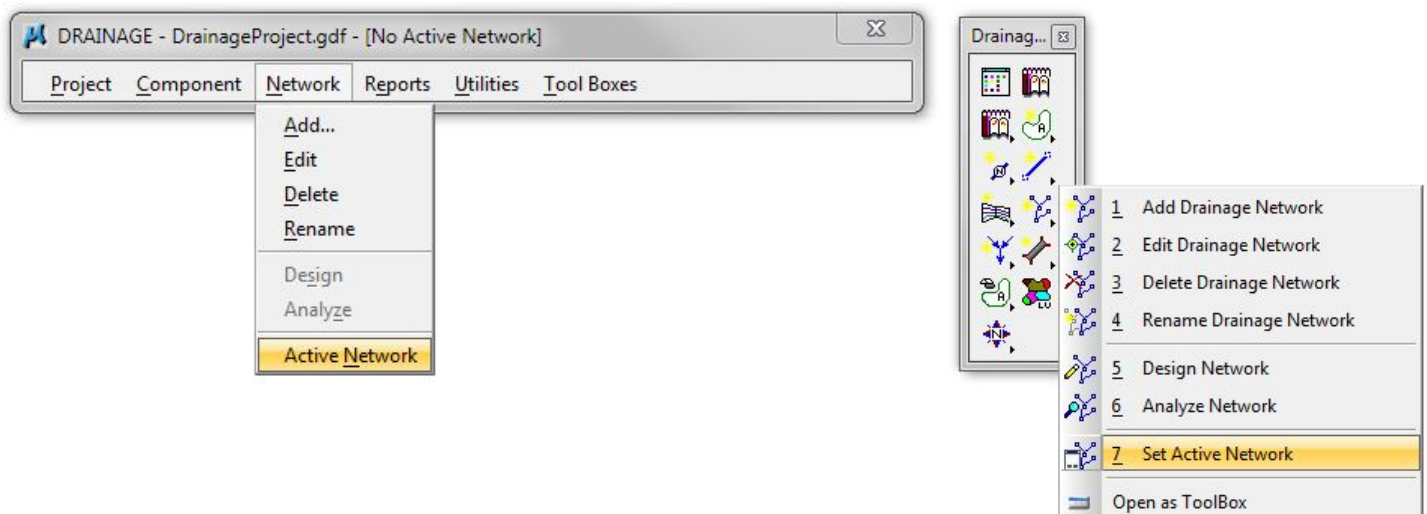 DRAINAGE - DrainageProject.gdf - [No Active Network]
Project Component Network Reports Utilities Tool Boxes
Add...
Edit
Delete
Rename
Design
Analyze
Active Network
Drainag...
1 Add Drainage Network
2 Edit Drainage Network
3 Delete Drainage Network
4 Rename Drainage Network
5 Design Network
6 Analyze Network
7 Set Active Network
Open as ToolBox